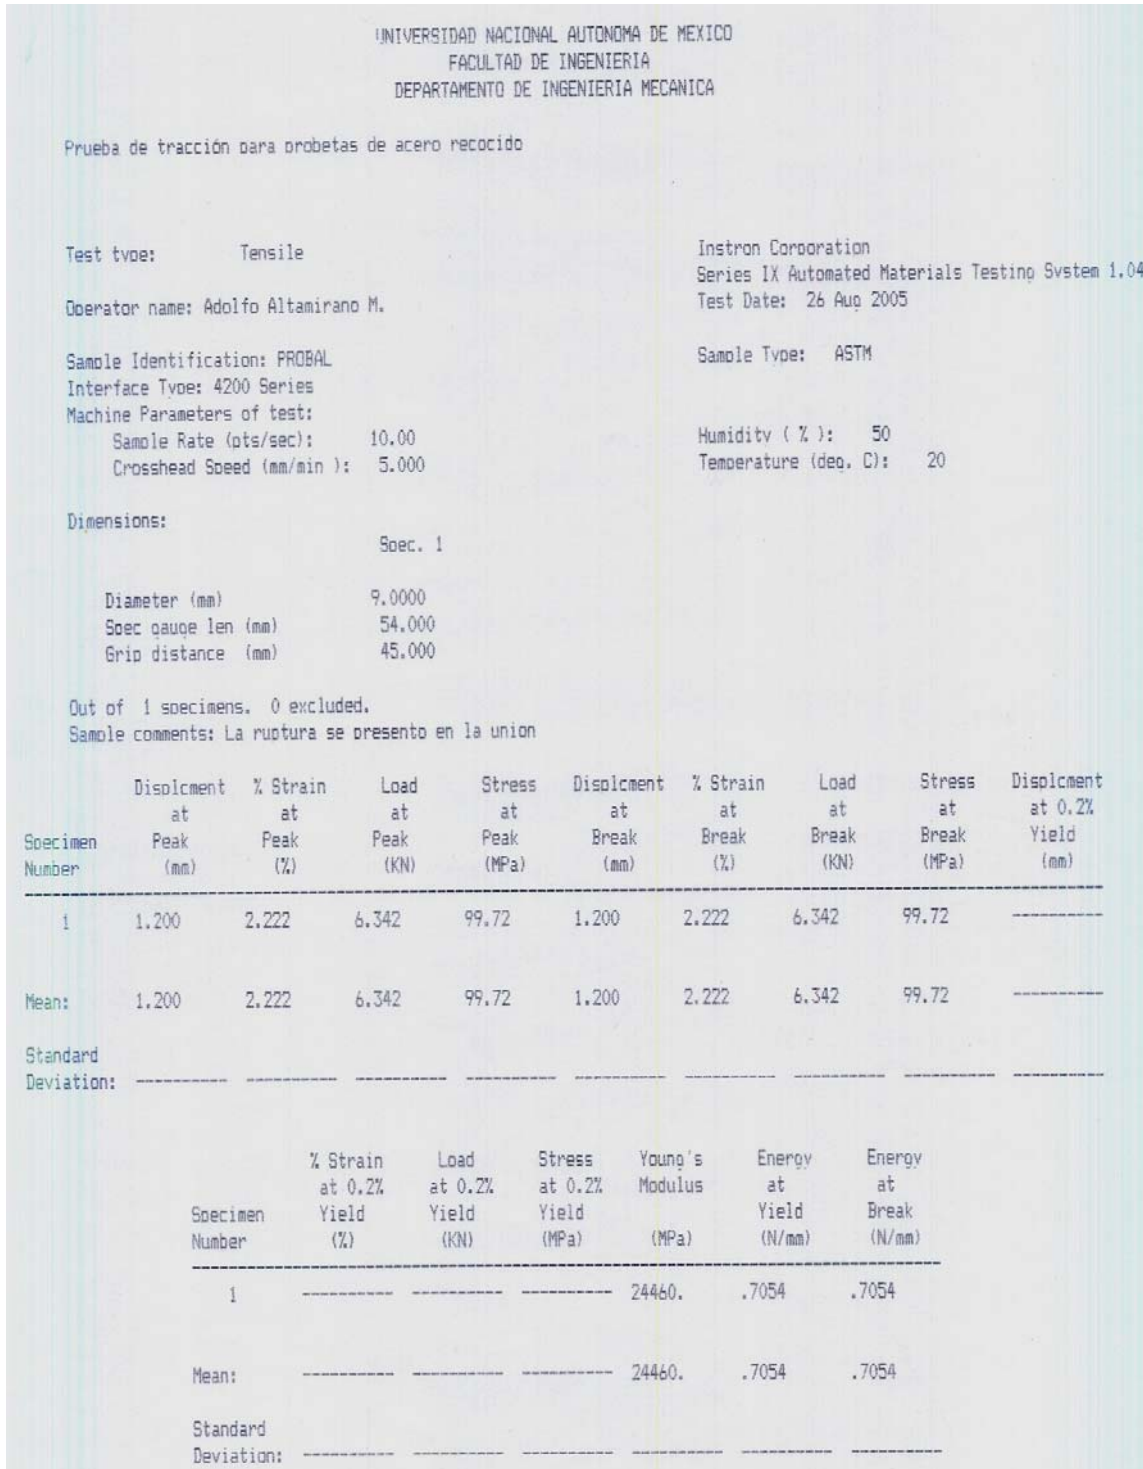 UNIVERSIDAD NACIONAL AUTONOMA DE MEXICO
FACULTAD DE INGENIERIA
DEPARTAMENTO DE INGENIERIA MECANICA
Prueba de tracción para probetas de acero recocido
Test type: Tensile
Instron Corporation
Series IX Automated Materials Testing System 1.04
Operator name: Adolfo Altamirano M.
Test Date: 26 Aug 2005
Sample Identification: PROBAL
Sample Type: ASTM
Interface Type: 4200 Series
Machine Parameters of test:
Sample Rate (pts/sec): 10.00
Humidity ( % ): 50
Crosshead Speed (mm/min ): 5.000
Temperature (deg. C): 20
Dimensions:
Spec. 1
Diameter (mm) 9.0000
Spec gauge len (mm) 54.000
Grip distance (mm) 45.000
Out of 1 specimens, 0 excluded.
Sample comments: La ruptura se presento en la union
Displcment % Strain Load Stress Displcment % Strain Load Stress Displcment
at at at at at at at at at 0.2%
Specimen Peak Peak Peak Peak Break Break Break Break Yield
Number (mm) (%) (KN) (MPa) (mm) (%) (KN) (MPa) (mm)
1 1.200 2.222 6.342 99.72 1.200 2.222 6.342 99.72 ----------
Mean: 1.200 2.222 6.342 99.72 1.200 2.222 6.342 99.72 ----------
Standard
Deviation: ---------- ---------- ---------- ---------- ---------- ---------- ---------- ---------- ----------
% Strain Load Stress Young's Energy Energy
at 0.2% at 0.2% at 0.2% Modulus at at
Specimen Yield Yield Yield Yield Break
Number (%) (KN) (MPa) (MPa) (N/mm) (N/mm)
1 ---------- ---------- ---------- 24460. .7054 .7054
Mean: ---------- ---------- ---------- 24460. .7054 .7054
Standard
Deviation: ---------- ---------- ---------- ---------- ---------- ----------